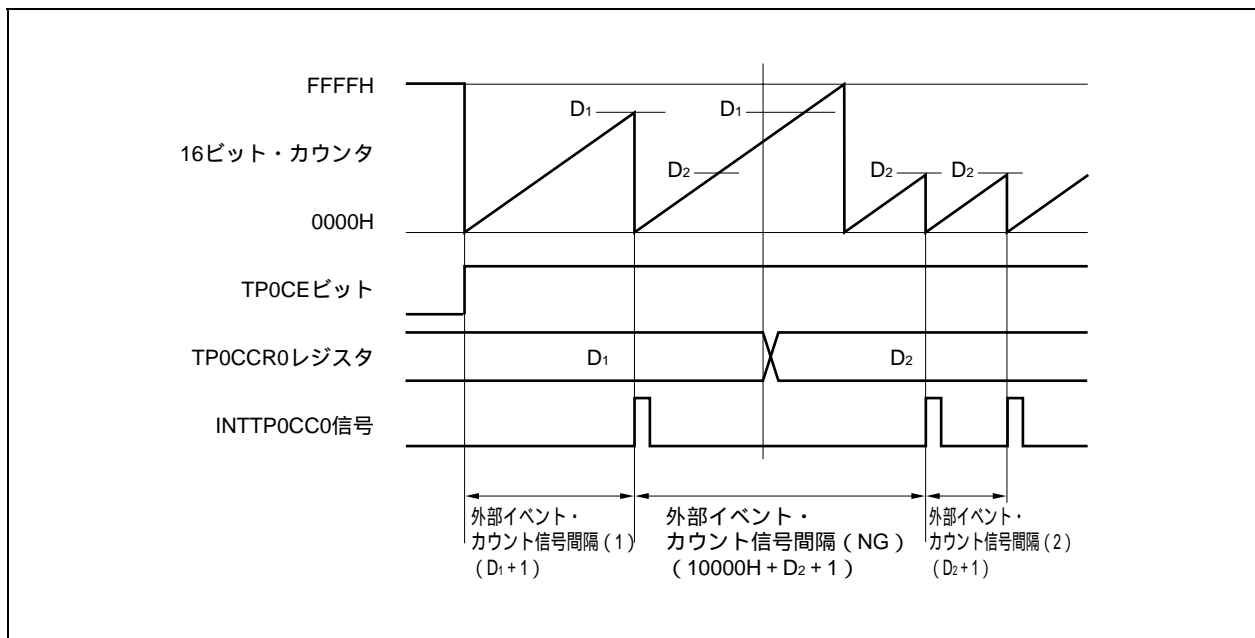 FFFFH
D1
D1
16ビット・カウンタ
D2
D2
D2
0000H
TP0CEビット
TP0CCR0レジスタ
D1
D2
INTTP0CC0信号
外部イベント・
カウント信号間隔(1)
(D1+1)
外部イベント・
カウント信号間隔(NG)
(10000H + D2 + 1)
外部イベント・
カウント信号間隔(2)
(D2+1)